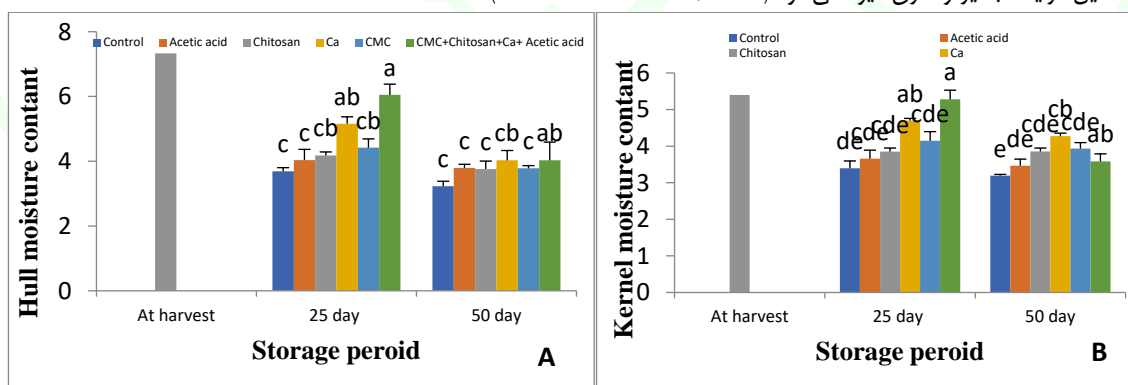 8
6
4
2
0
Hull moisture contant
Control Acetic acid Chitosan Ca CMC CMC+Chitosan+Ca+ Acetic acid
c c cb ab cb a
c c c cb c ab
At harvest 25 day 50 day
Storage peroid
A
6
5
4
3
2
1
0
Kernel moisture contant
Control Acetic acid
Chitosan Ca
de cde cde ab cde a
e de cde cb cde ab
At harvest 25 day 50 day
Storage peroid
B